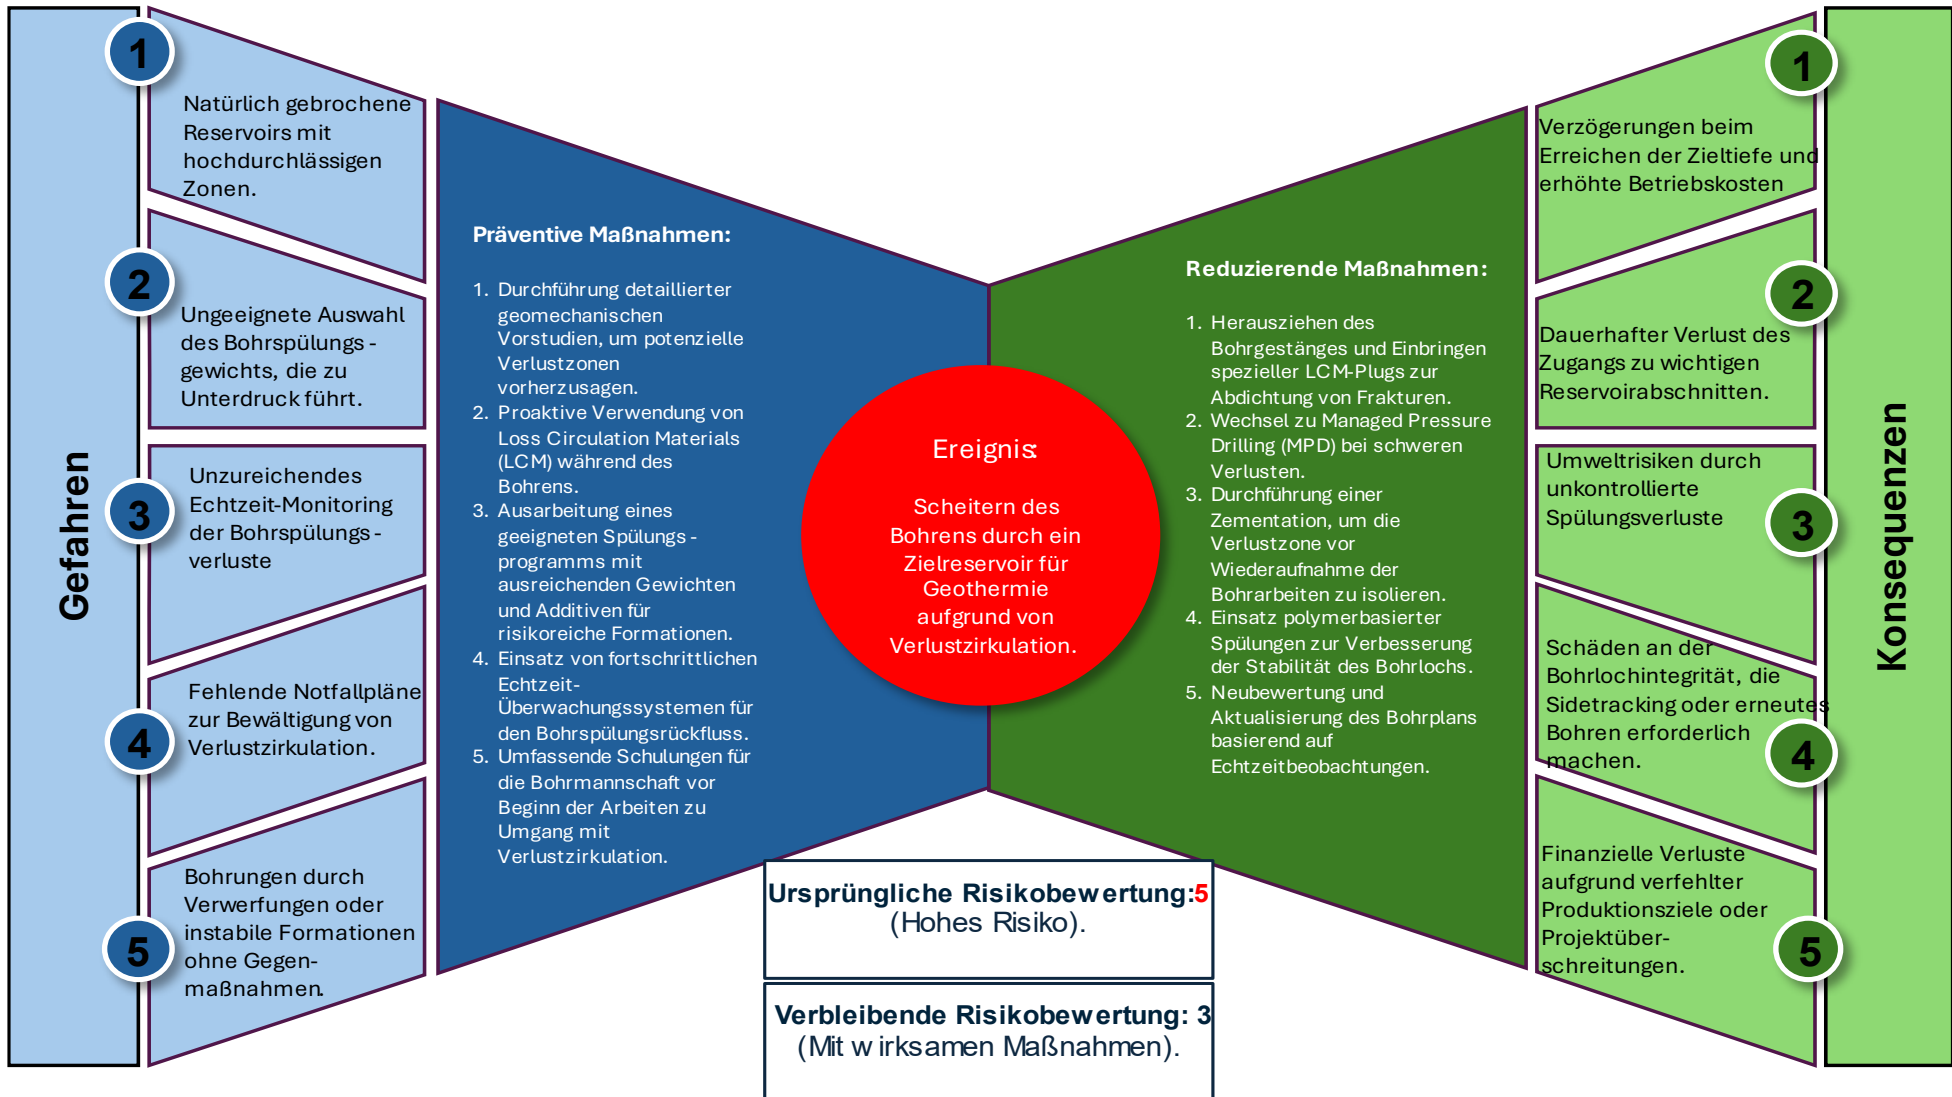 Gefahren
1
Natürlich gebrochene
Reservoirs mit
hochdurchlässigen
Zonen.
2
Ungeeignete Auswahl
des Bohrspülungs -
gewichts, die zu
Unterdruck führt.
3
Unzureichendes
Echtzeit-Monitoring
der Bohrspülungs -
verluste
4
Fehlende Notfallpläne
zur Bewältigung von
Verlustzirkulation.
5
Bohrungen durch
Verwerfungen oder
instabile Formationen
ohne Gegen-
maßnahmen.
Präventive Maßnahmen:
1. Durchführung detaillierter
geomechanischen
Vorstudien, um potenzielle
Verlustzonen
vorherzusagen.
2. Proaktive Verwendung von
Loss Circulation Materials
(LCM) während des
Bohrens.
3. Ausarbeitung eines
geeigneten Spülungs -
programms mit
ausreichenden Gewichten
und Additiven für
risikoreiche Formationen.
4. Einsatz von fortschrittlichen
Echtzeit-
Überwachungssystemen für
den Bohrspülungsrückfluss.
5. Umfassende Schulungen für
die Bohrmannschaft vor
Beginn der Arbeiten zu
Umgang mit
Verlustzirkulation.
Ereignis:
Scheitern des
Bohrens durch ein
Zielreservoir für
Geothermie
aufgrund von
Verlustzirkulation.
Reduzierende Maßnahmen:
1. Herausziehen des
Bohrgestänges und Einbringen
spezieller LCM-Plugs zur
Abdichtung von Frakturen.
2. Wechsel zu Managed Pressure
Drilling (MPD) bei schweren
Verlusten.
3. Durchführung einer
Zementation, um die
Verlustzone vor
Wiederaufnahme der
Bohrarbeiten zu isolieren.
4. Einsatz polymerbasierter
Spülungen zur Verbesserung
der Stabilität des Bohrlochs.
5. Neubewertung und
Aktualisierung des Bohrplans
basierend auf
Echtzeitbeobachtungen.
1
Verzögerungen beim
Erreichen der Zieltiefe und
erhöhte Betriebskosten
2
Dauerhafter Verlust des
Zugangs zu wichtigen
Reservoirabschnitten.
3
Umweltrisiken durch
unkontrollierte
Spülungsverluste
4
Schäden an der
Bohrlochintegrität, die
Sidetracking oder erneutes
Bohren erforderlich
machen.
5
Finanzielle Verluste
aufgrund verfehlter
Produktionsziele oder
Projektüber-
schreitungen.
Konsequenzen
Ursprüngliche Risikobewertung:5
(Hohes Risiko).
Verbleibende Risikobewertung: 3
(Mit wirksamen Maßnahmen).